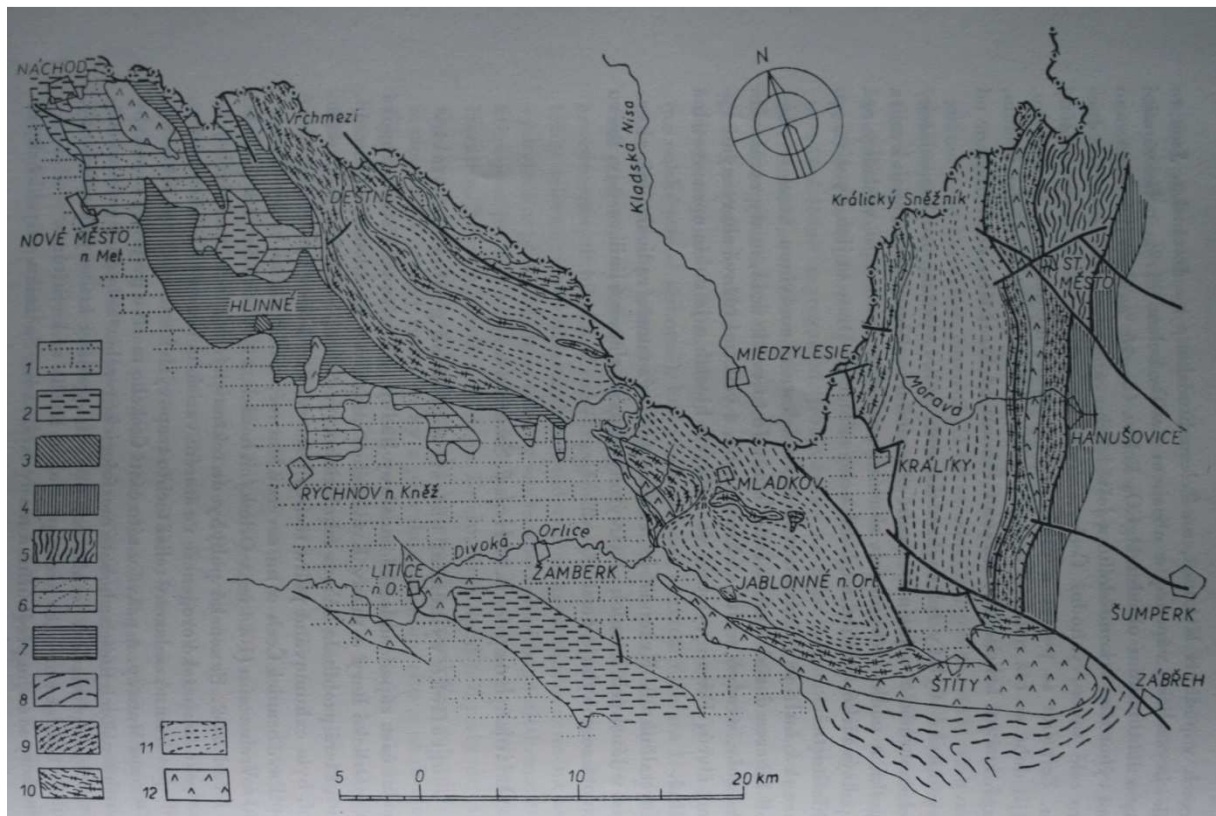 N
NÁCHOD
Vrchmezí
Kladská Nisa
Králický Sněžník
DEŠTNÉ
NOVÉ MĚSTO
n. Met.
ST.
MĚSTO
HLINNÉ
MIEDZYLESIE
Morava
HANUŠOVICE
KRÁLÍKY
RYCHNOV n. Kněž.
MLADKOV
Divoká Orlice
LITICE
n. O.
ŽAMBERK
JABLONNÉ n. Orl.
ŠUMPERK
ŠTÍTY
ZÁBŘEH
1
2
3
4
5
6
7
8
9
10
11
12
5 0 10 20 km